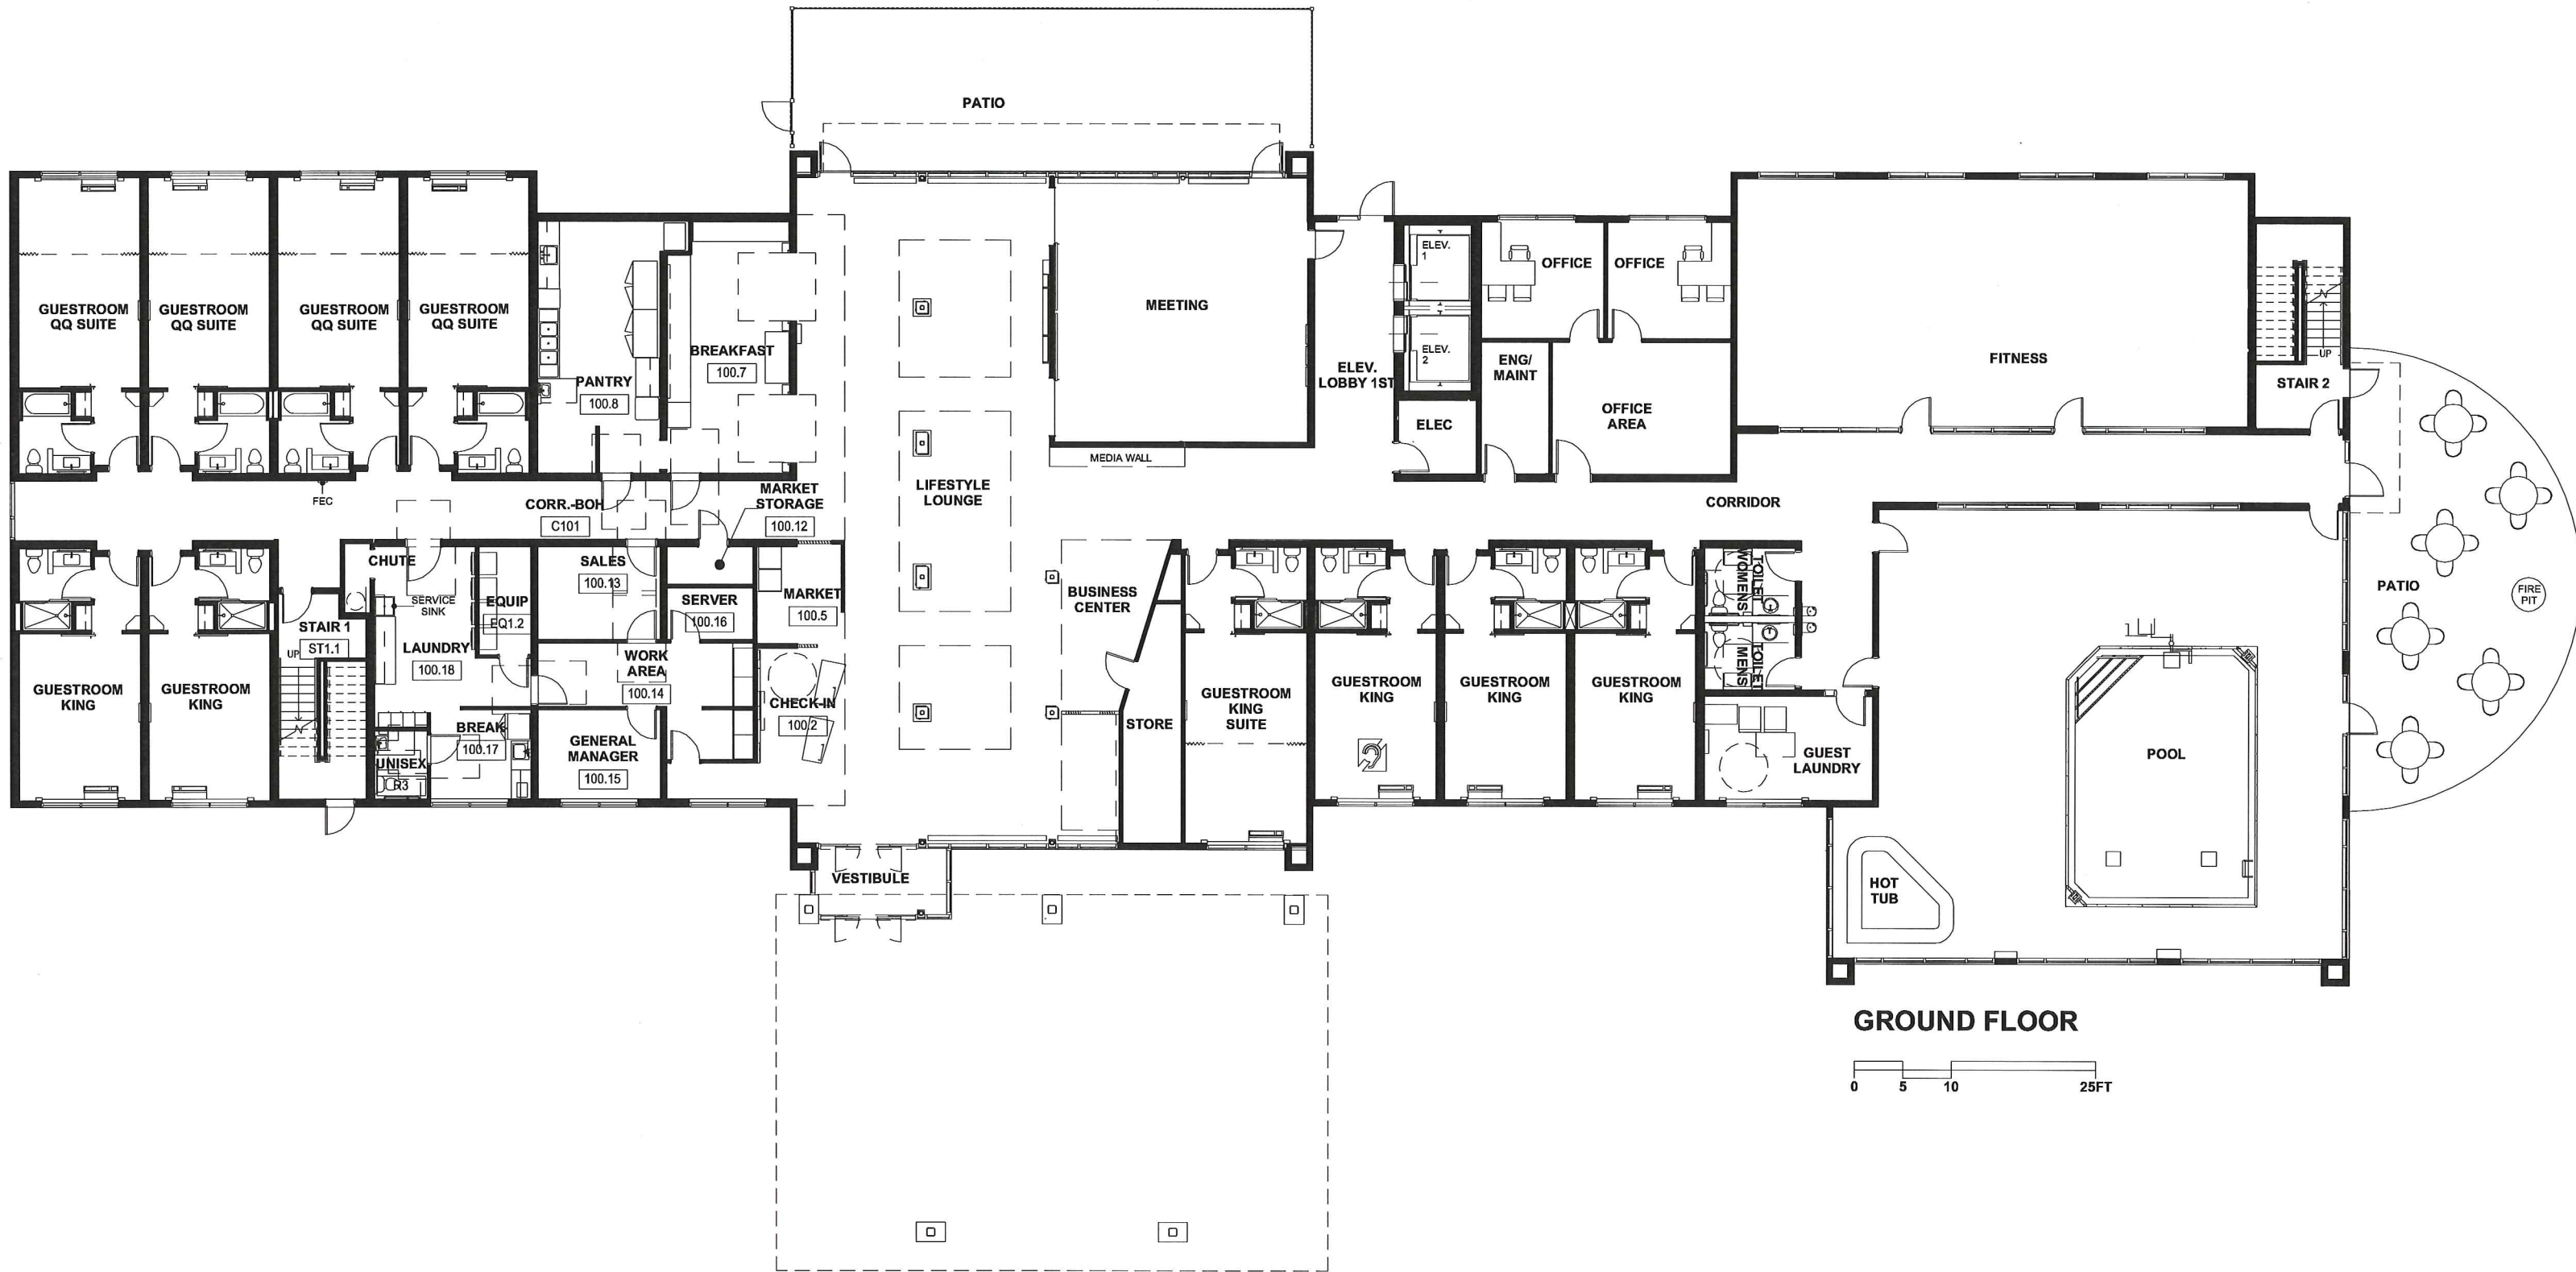 PATIO
GUESTROOM
QQ SUITE
GUESTROOM
QQ SUITE
GUESTROOM
QQ SUITE
GUESTROOM
QQ SUITE
PANTRY
100.8
BREAKFAST
100.7
MEETING
MEDIA WALL
LIFESTYLE
LOUNGE
ELEV.
LOBBY 1ST
ELEV.
1
ELEV.
2
ELEC
OFFICE
OFFICE
ENG/
MAINT
OFFICE
AREA
FITNESS
UP
STAIR 2
FEC
CORR.-BOH
C101
MARKET
STORAGE
100.12
CORRIDOR
CHUTE
SERVICE
SINK
EQUIP
EQ1.2
SALES
100.13
SERVER
100.16
MARKET
100.5
BUSINESS
CENTER
STAIR 1
ST1.1
UP
LAUNDRY
100.18
WORK
AREA
100.14
CHECK-IN
100.2
GUESTROOM
KING
GUESTROOM
KING
UNISEX
R3
BREAK
100.17
GENERAL
MANAGER
100.15
STORE
GUESTROOM
KING
SUITE
GUESTROOM
KING
GUESTROOM
KING
GUESTROOM
KING
TOILET
WOMENS
TOILET
MENS
GUEST
LAUNDRY
POOL
HOT
TUB
PATIO
FIRE
PIT
VESTIBULE
GROUND FLOOR
0 5 10 25FT